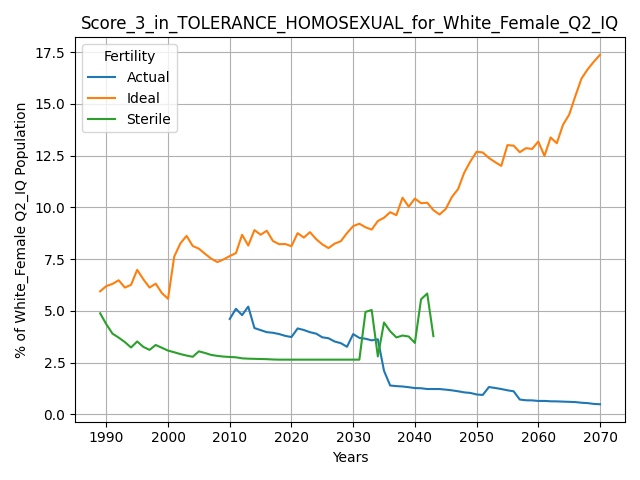 Score_3_in_TOLERANCE_HOMOSEXUAL_for_White_Female_Q2_IQ
Fertility
Actual
Ideal
Sterile
% of White_Female Q2_IQ Population
17.5
15.0
12.5
10.0
7.5
5.0
2.5
0.0
1990 2000 2010 2020 2030 2040 2050 2060 2070
Years